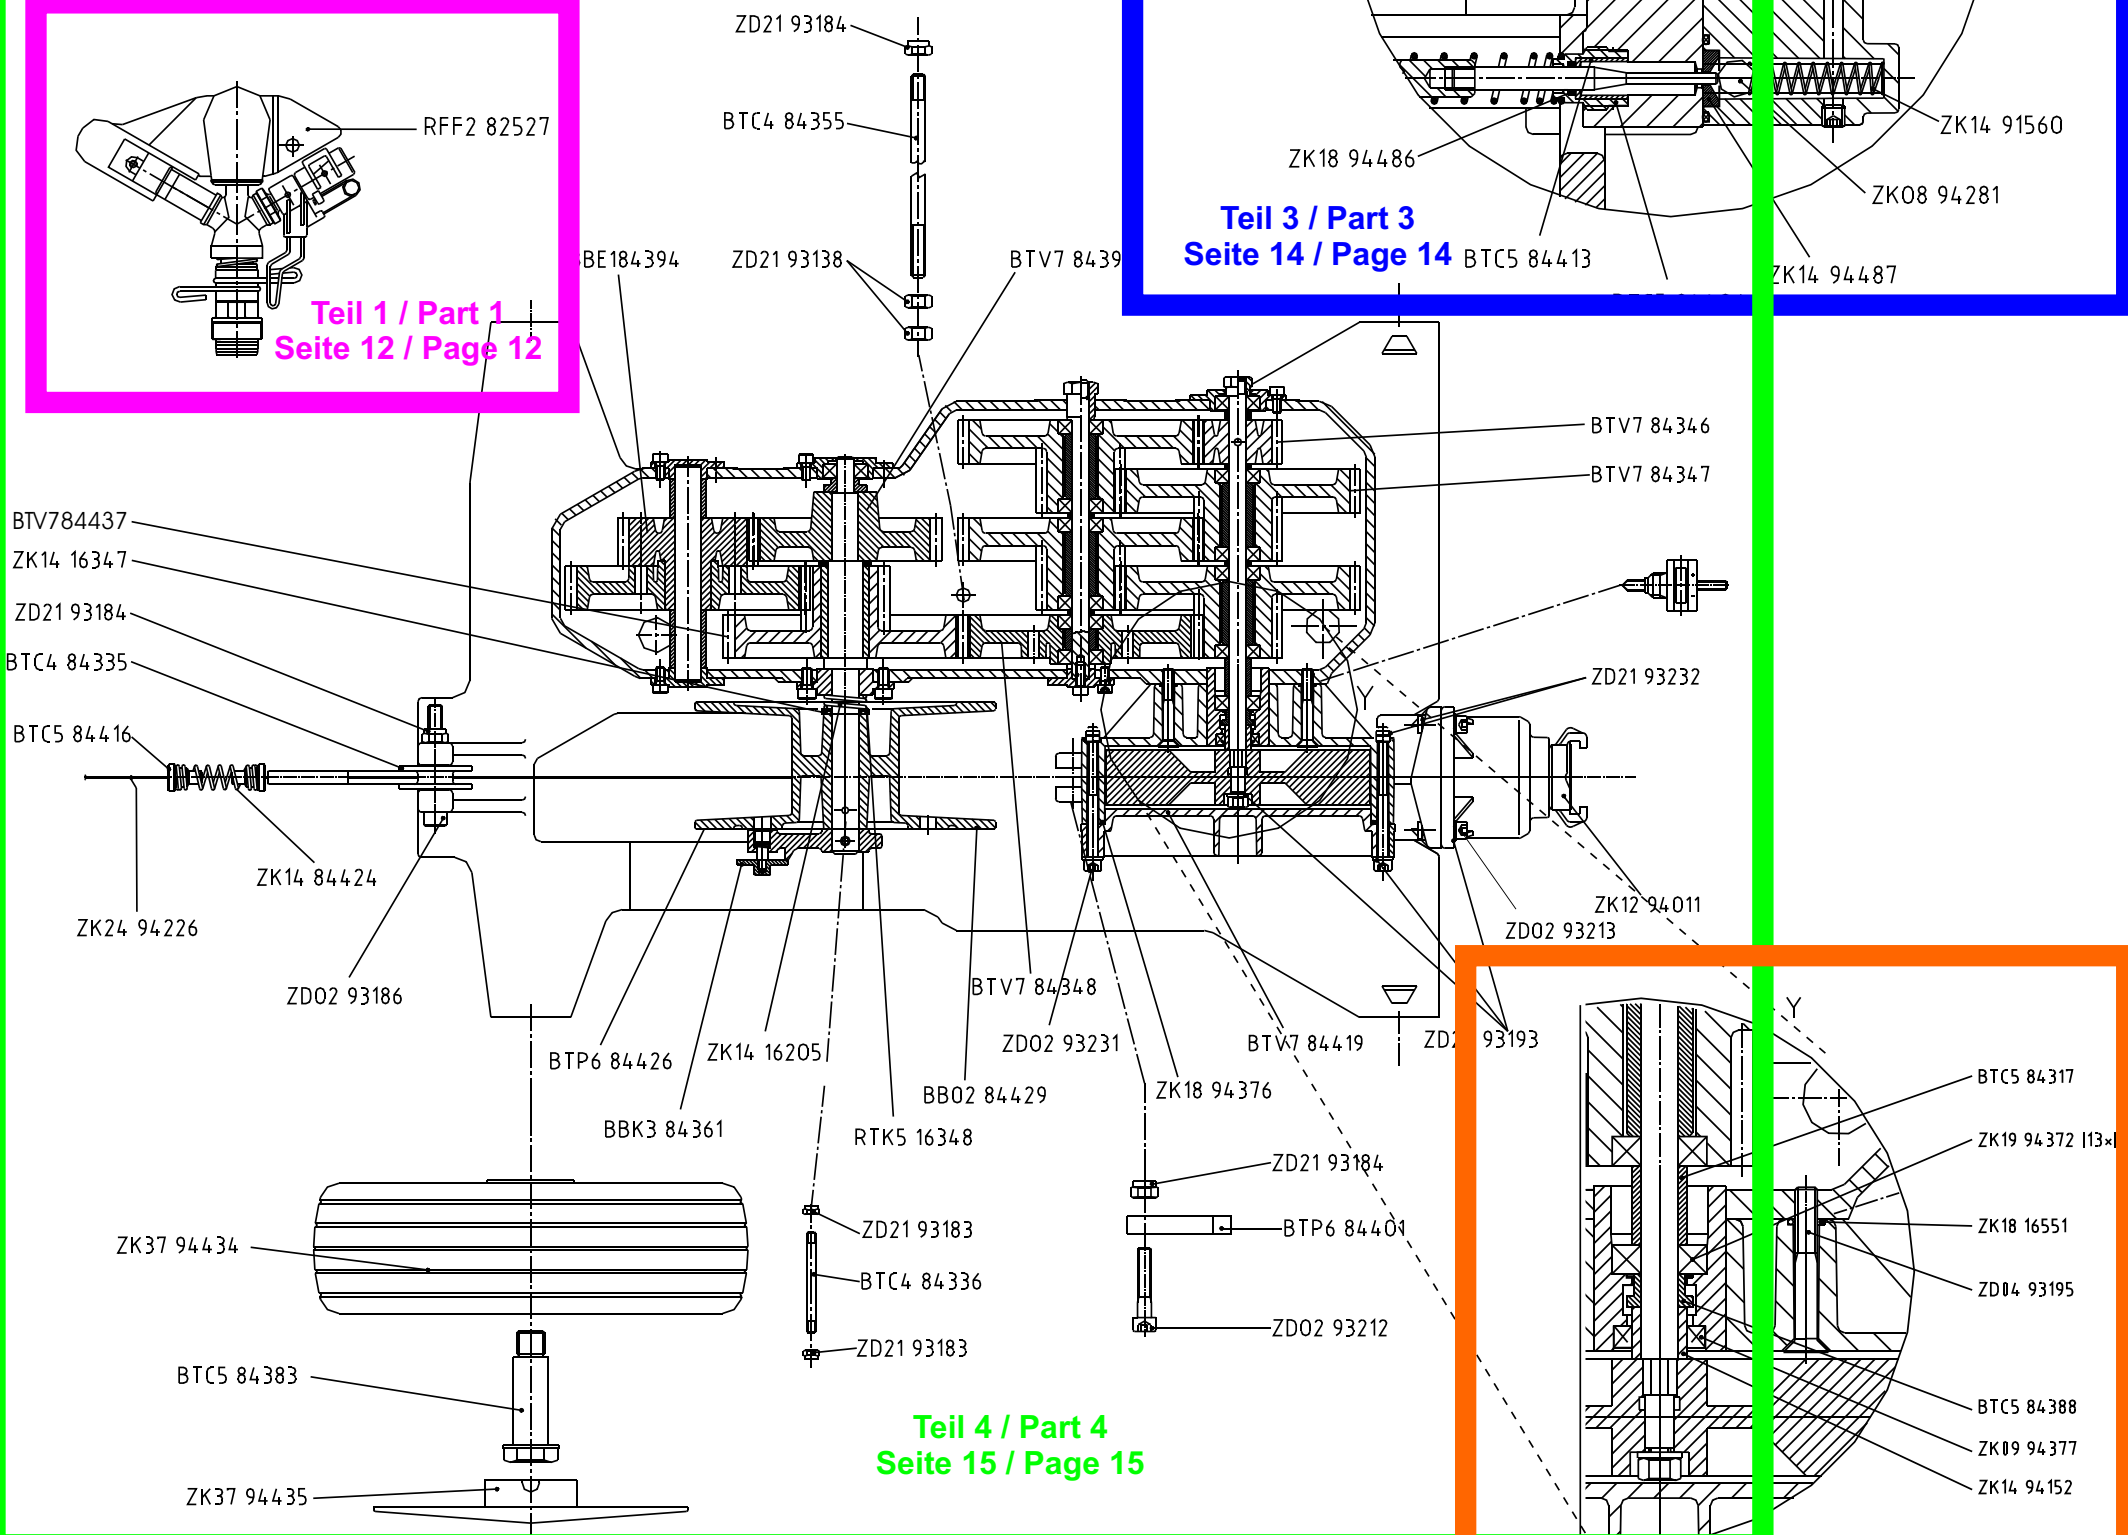 ZD21 93184
RFF2 82527
BTC4 84355
ZK14 91560
ZK18 94486
ZK08 94281
Teil 3 / Part 3
Seite 14 / Page 14
BBE184394
ZD21 93138
BTV7 8439
BTC5 84413
ZK14 94487
Teil 1 / Part 1
Seite 12 / Page 12
BTV7 84346
BTV7 84347
BTV784437
ZK14 16347
ZD21 93184
BTC4 84335
ZD21 93232
Y
BTC5 84416
ZK14 84424
ZK24 94226
ZK12 94011
ZD02 93213
ZD02 93186
BTV7 84348
Y
BTP6 84426
ZK14 16205
ZD02 93231
BTV7 84419
ZD2 93193
BTC5 84317
BB02 84429
ZK18 94376
BBK3 84361
RTK5 16348
ZK19 94372 (13x
ZD21 93184
ZK37 94434
ZD21 93183
BTP6 84401
ZK18 16551
BTC4 84336
ZD04 93195
ZD02 93212
ZD21 93183
BTC5 84383
BTC5 84388
Teil 4 / Part 4
Seite 15 / Page 15
ZK09 94377
ZK37 94435
ZK14 94152